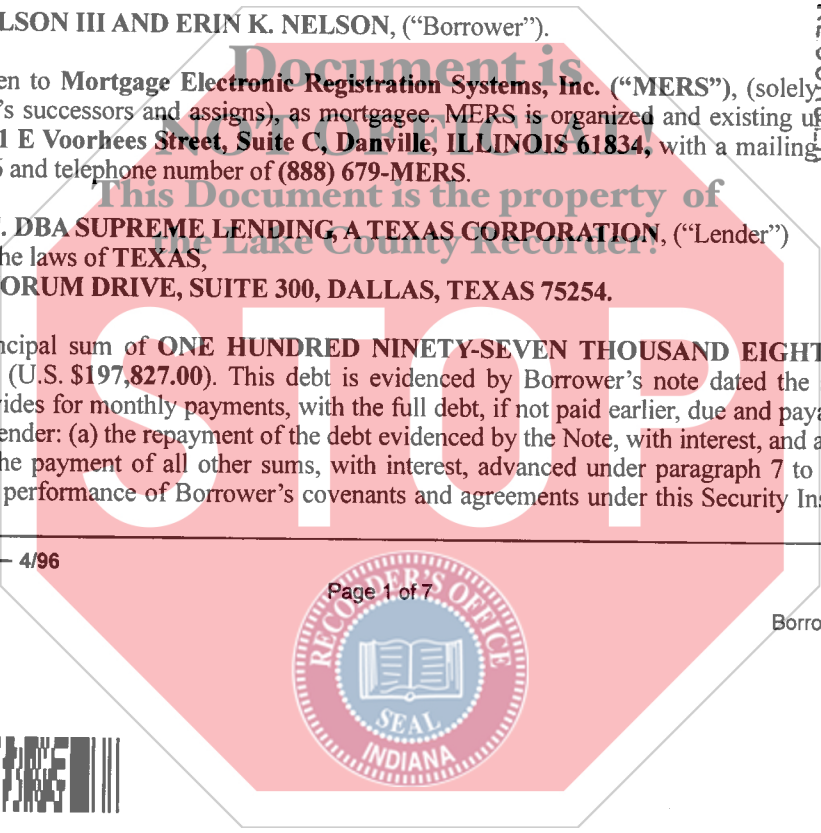 LSON III AND ERIN K. NELSON, (“Borrower”).
Document is
en to Mortgage Electronic Registration Systems, Inc. (“MERS”), (solely
’s successors and assigns), as mortgagee. MERS is organized and existing u
NOT OFFICIAL!
1 E Voorhees Street, Suite C, Danville, ILLINOIS 61834, with a mailing
and telephone number of (888) 679-MERS.
This Document is the property of
. DBA SUPREME LENDING, A TEXAS CORPORATION, (“Lender”)
the Lake County Recorder!
he laws of TEXAS,
ORUM DRIVE, SUITE 300, DALLAS, TEXAS 75254.
STOP
ncipal sum of ONE HUNDRED NINETY-SEVEN THOUSAND EIGHT
(U.S. $197,827.00). This debt is evidenced by Borrower’s note dated the
vides for monthly payments, with the full debt, if not paid earlier, due and paya
ender: (a) the repayment of the debt evidenced by the Note, with interest, and a
he payment of all other sums, with interest, advanced under paragraph 7 to
performance of Borrower’s covenants and agreements under this Security Ins
– 4/96
Page 1 of 7
Borro
RECORDER'S OFFICE
SEAL
INDIANA